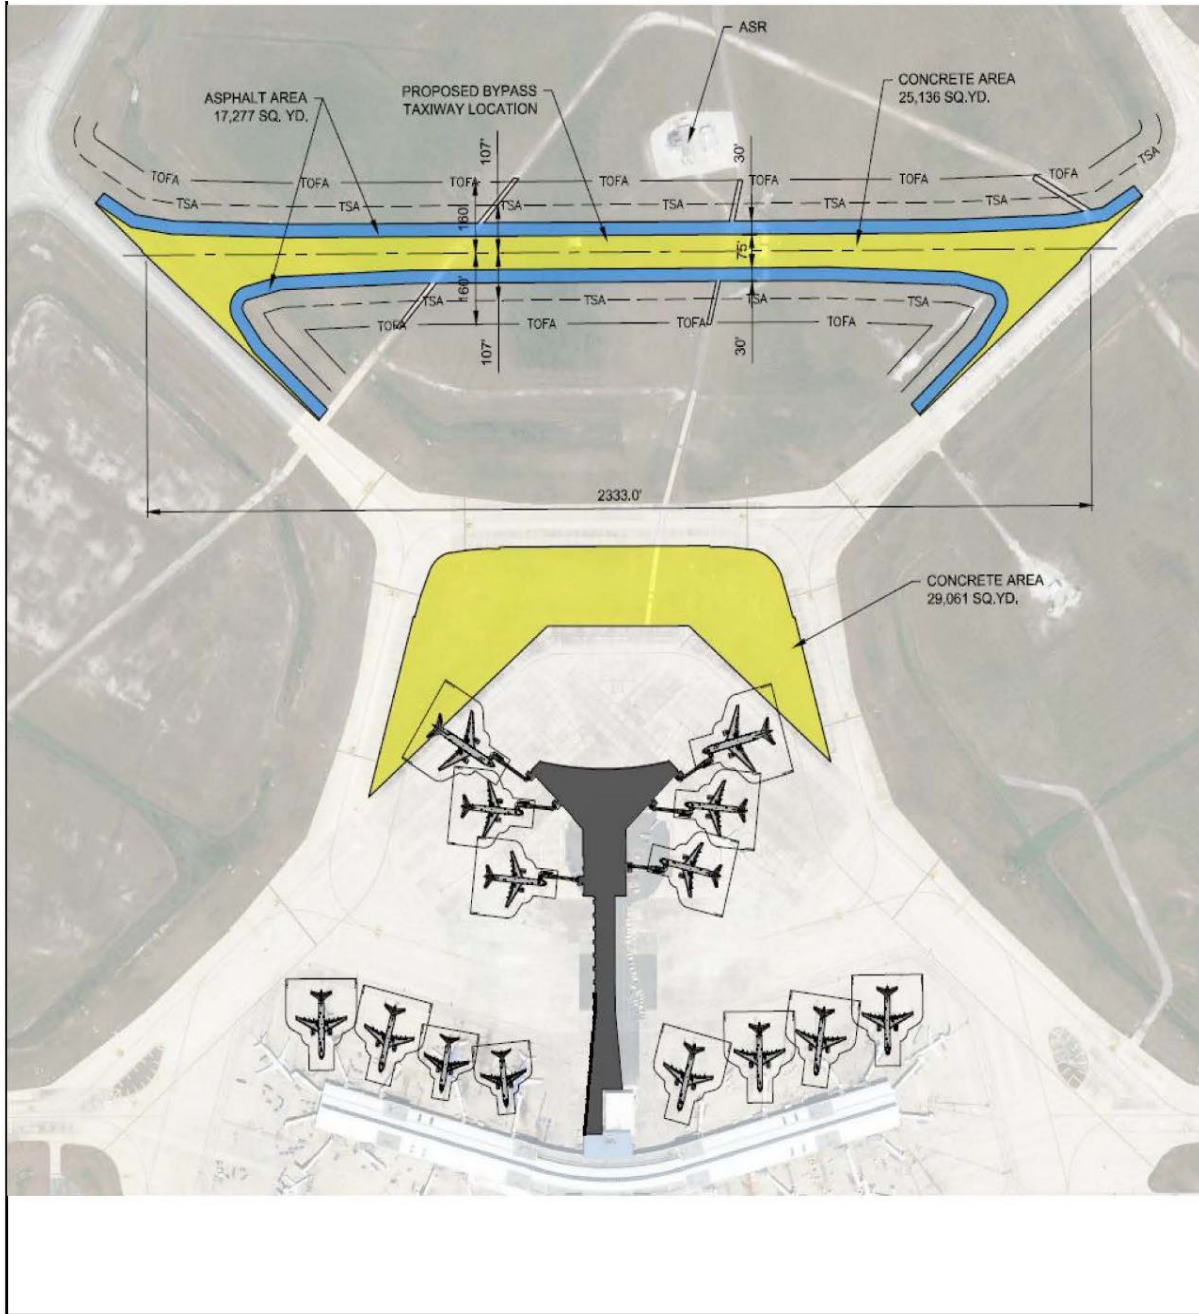 ASR
CONCRETE AREA
25,136 SQ.YD.
PROPOSED BYPASS
TAXIWAY LOCATION
ASPHALT AREA
17,277 SQ. YD.
107'
30'
TSA
TOFA
TOFA
TOFA
TOFA
TOFA
TOFA
TOFA
TSA
TSA
TSA
TSA
TSA
160'
75'
160'
TSA
TSA
TSA
TSA
TOFA
TOFA
TOFA
TOFA
107'
30'
2333.0'
CONCRETE AREA
29,061 SQ.YD.